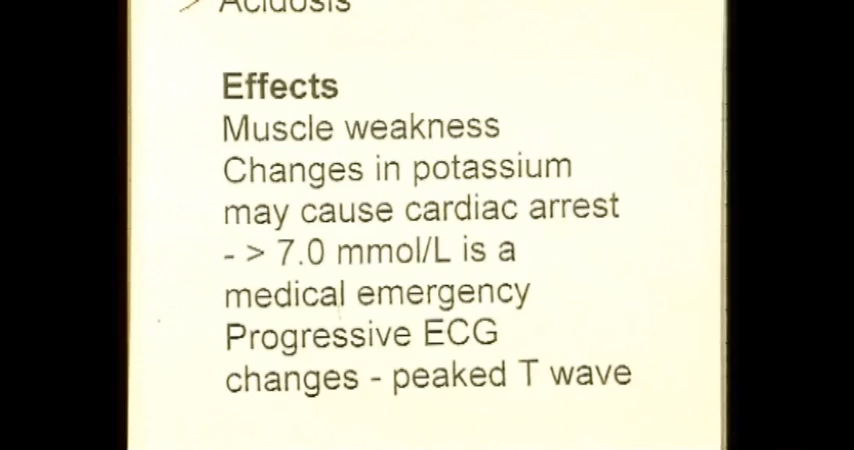 > Acidosis
Effects
Muscle weakness
Changes in potassium
may cause cardiac arrest
- > 7.0 mmol/L is a
medical emergency
Progressive ECG
changes - peaked T wave